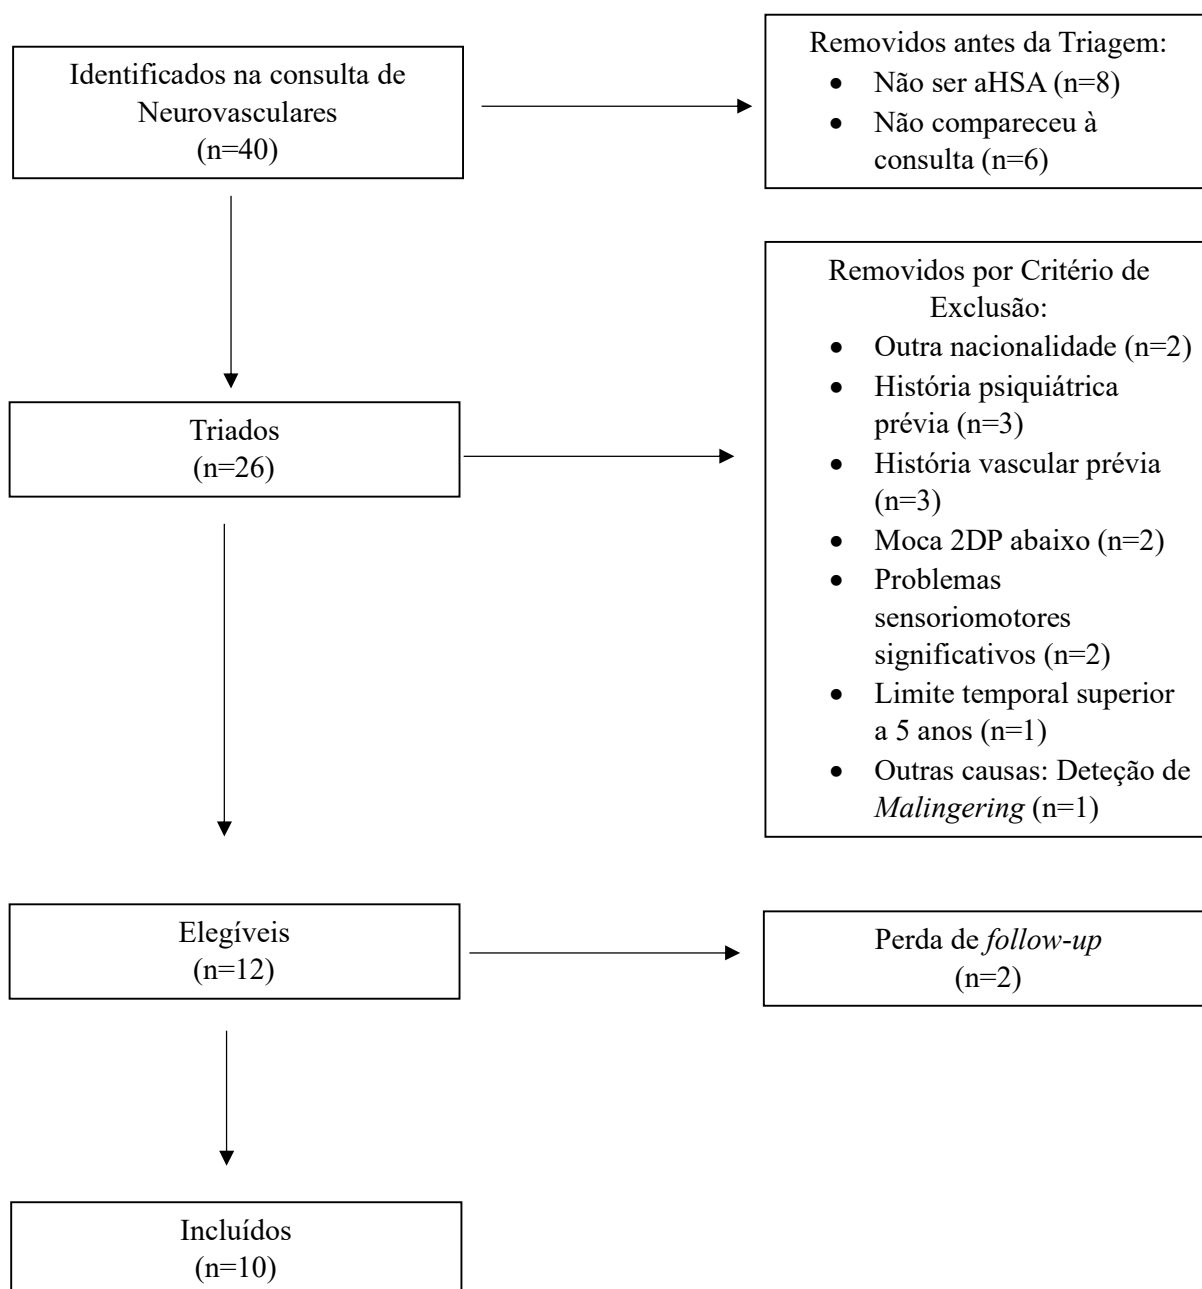 Identificados na consulta de
Neurovasculares
(n=40)
Removidos antes da Triagem:
• Não ser aHSA (n=8)
• Não compareceu à
consulta (n=6)
Triados
(n=26)
Removidos por Critério de
Exclusão:
• Outra nacionalidade (n=2)
• História psiquiátrica
prévia (n=3)
• História vascular prévia
(n=3)
• Moca 2DP abaixo (n=2)
• Problemas
sensoriomotores
significativos (n=2)
• Limite temporal superior
a 5 anos (n=1)
• Outras causas: Deteção de
Malingering (n=1)
Elegíveis
(n=12)
Perda de follow-up
(n=2)
Incluídos
(n=10)